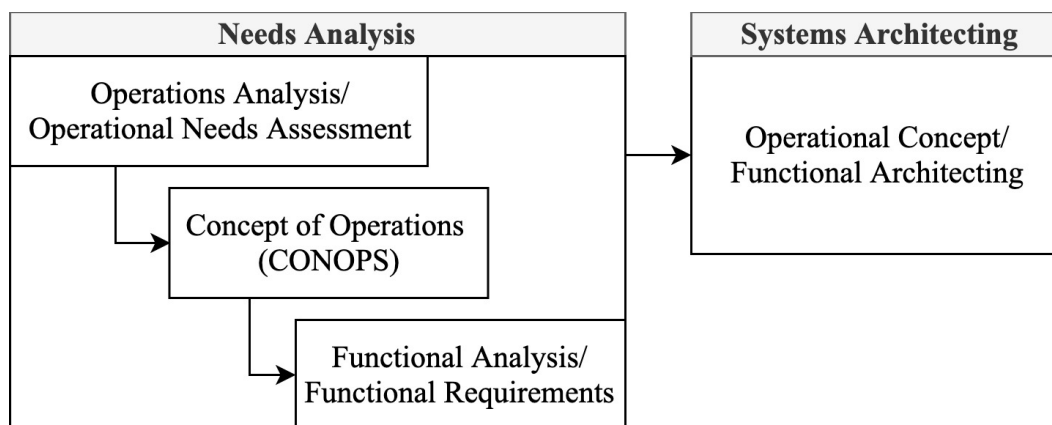 Needs Analysis
Operations Analysis/
Operational Needs Assessment
Concept of Operations
(CONOPS)
Functional Analysis/
Functional Requirements
Systems Architecting
Operational Concept/
Functional Architecting